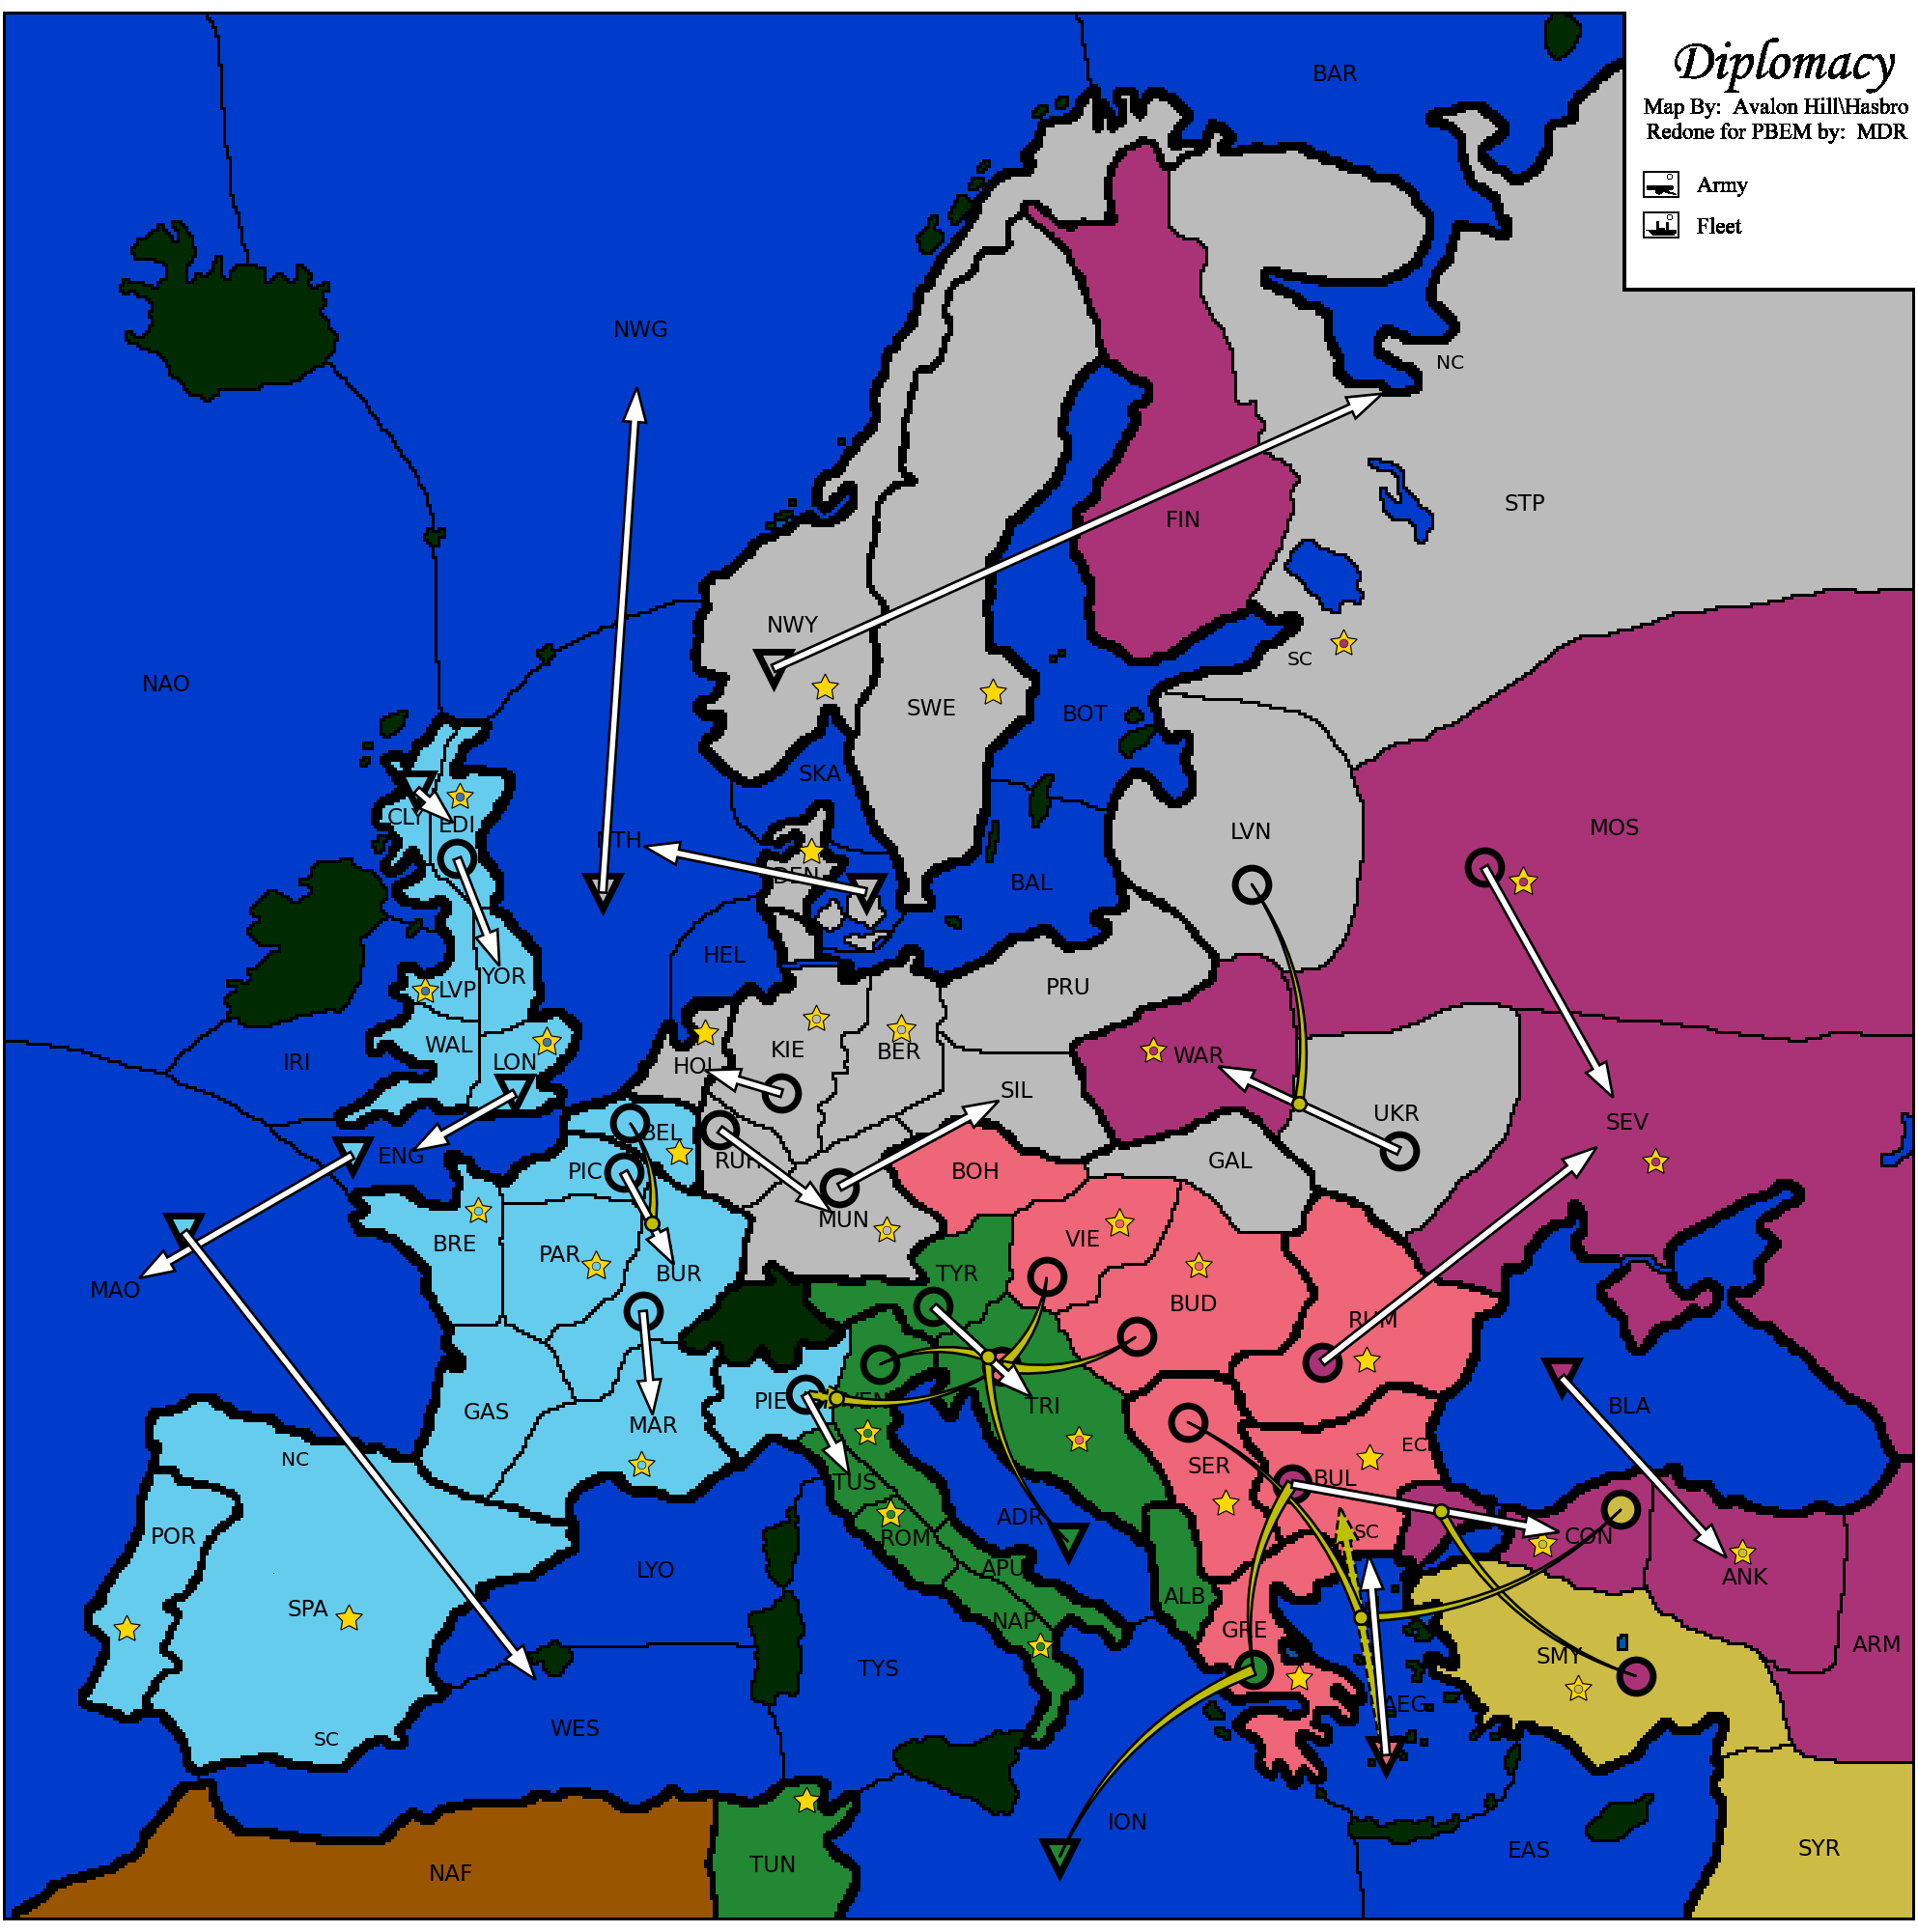 Diplomacy
Map By: Avalon Hill\Hasbro
Redone for PBEM by: MDR
Army
Fleet
BAR
NWG
NC
STP
FIN
NWY
SC
NAO
SWE
BOT
SKA
CLY
EDI
NTH
LVN
MOS
DEN
BAL
HEL
YOR
LVP
PRU
WAL
LON
IRI
HOL
KIE
BER
WAR
SIL
UKR
SEV
ENG
BEL
PIC
RUH
BOH
GAL
MUN
BRE
PAR
BUR
VIE
TYR
MAO
BUD
RUM
GAS
MAR
PIE
VEN
TRI
BLA
NC
EC
SER
BUL
TUS
POR
ROM
ADR
SC
CON
LYO
APU
ANK
SPA
ALB
NAP
GRE
ARM
TYS
SMY
AEG
WES
SC
ION
EAS
SYR
NAF
TUN